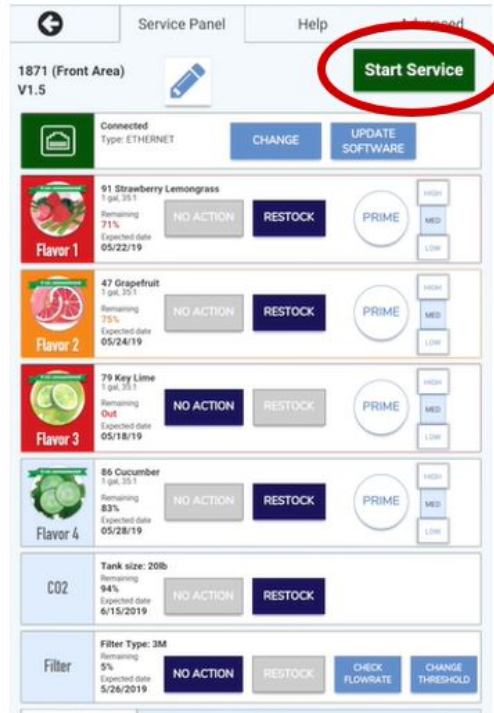 Service Panel Help Advanced
1871 (Front Area)
V1.5
Start Service
Connected
Type: ETHERNET
CHANGE
UPDATE
SOFTWARE
91 Strawberry Lemongrass
1 gal, 35:1
Remaining
71%
Expected date
05/22/19
Flavor 1
NO ACTION
RESTOCK
PRIME
HIGH
MED
LOW
47 Grapefruit
1 gal, 35:1
Remaining
75%
Expected date
05/24/19
Flavor 2
NO ACTION
RESTOCK
PRIME
HIGH
MED
LOW
79 Key Lime
1 gal, 35:1
Remaining
Out
Expected date
05/18/19
Flavor 3
NO ACTION
RESTOCK
PRIME
HIGH
MED
LOW
86 Cucumber
1 gal, 35:1
Remaining
83%
Expected date
05/28/19
Flavor 4
NO ACTION
RESTOCK
PRIME
HIGH
MED
LOW
CO2
Tank size: 20lb
Remaining
94%
Expected date
6/15/2019
NO ACTION
RESTOCK
Filter
Filter Type: 3M
Remaining
5%
Expected date
5/26/2019
NO ACTION
RESTOCK
CHECK
FLOWRATE
CHANGE
THRESHOLD